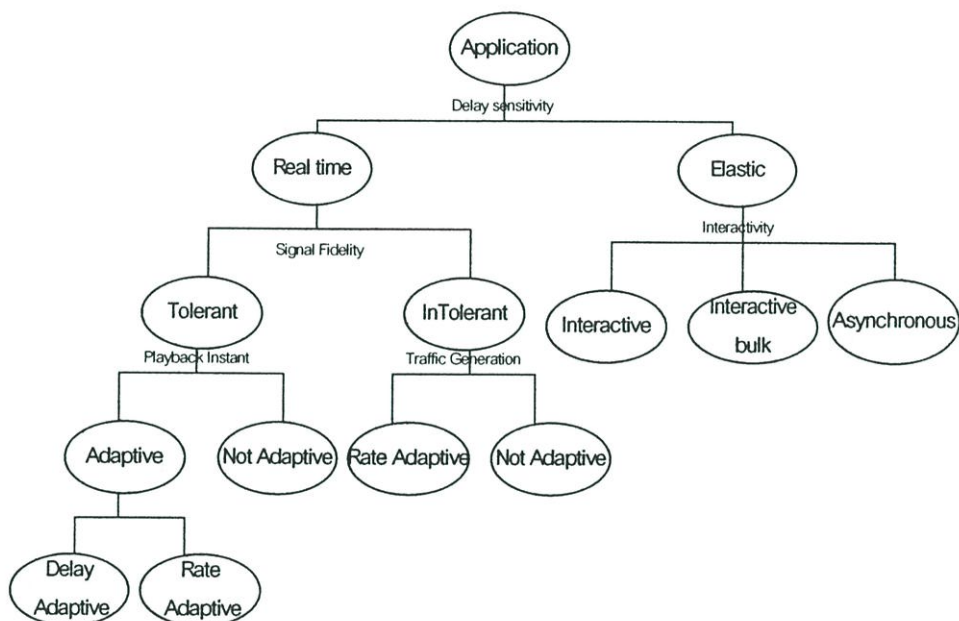 Application
Delay sensitivity
Real time
Elastic
Signal Fidelity
Interactivity
Tolerant
InTolerant
Interactive
Interactive
bulk
Asynchronous
Playback Instant
Traffic Generation
Adaptive
Not Adaptive
Rate Adaptive
Not Adaptive
Delay
Adaptive
Rate
Adaptive